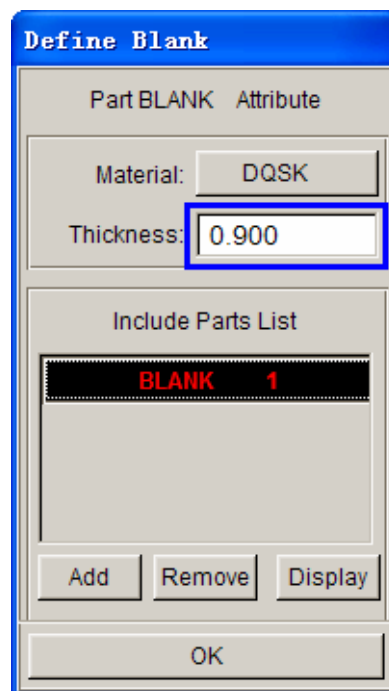 Define Blank
Part BLANK Attribute
Material: DQSK
Thickness: 0.900
Include Parts List
BLANK 1
Add Remove Display
OK